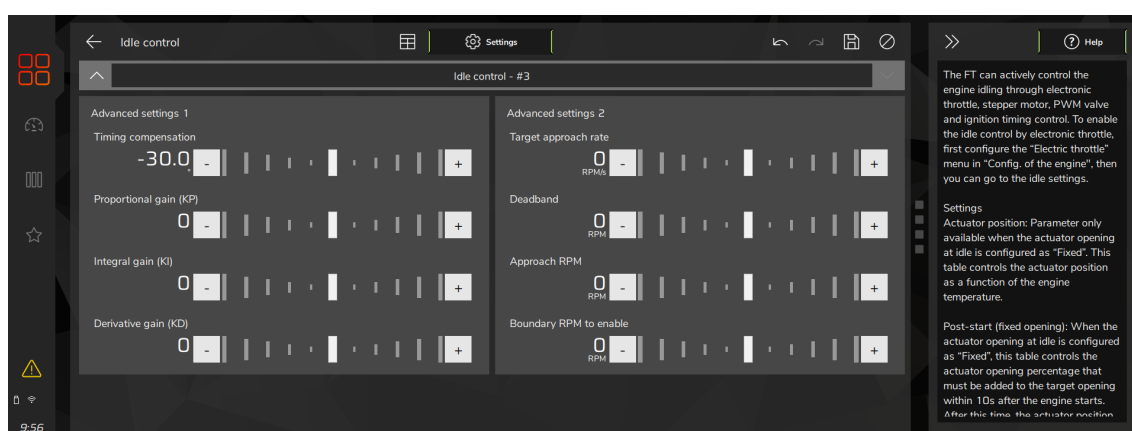 Idle control
Settings
Help
Idle control - #3
Advanced settings 1
Timing compensation
-30.0
°
-
+
Proportional gain (KP)
0
-
+
Integral gain (KI)
0
-
+
Derivative gain (KD)
0
-
+
Advanced settings 2
Target approach rate
0
RPM/s
-
+
Deadband
0
RPM
-
+
Approach RPM
0
RPM
-
+
Boundary RPM to enable
0
RPM
-
+
The FT can actively control the
engine idling through electronic
throttle, stepper motor, PWM valve
and ignition timing control. To enable
the idle control by electronic throttle,
first configure the “Electric throttle”
menu in “Config. of the engine”, then
you can go to the idle settings.
Settings
Actuator position: Parameter only
available when the actuator opening
at idle is configured as “Fixed”. This
table controls the actuator position
as a function of the engine
temperature.
Post-start (fixed opening): When the
actuator opening at idle is configured
as “Fixed”, this table controls the
actuator opening percentage that
must be added to the target opening
within 10s after the engine starts.
After this time, the actuator position
9:56